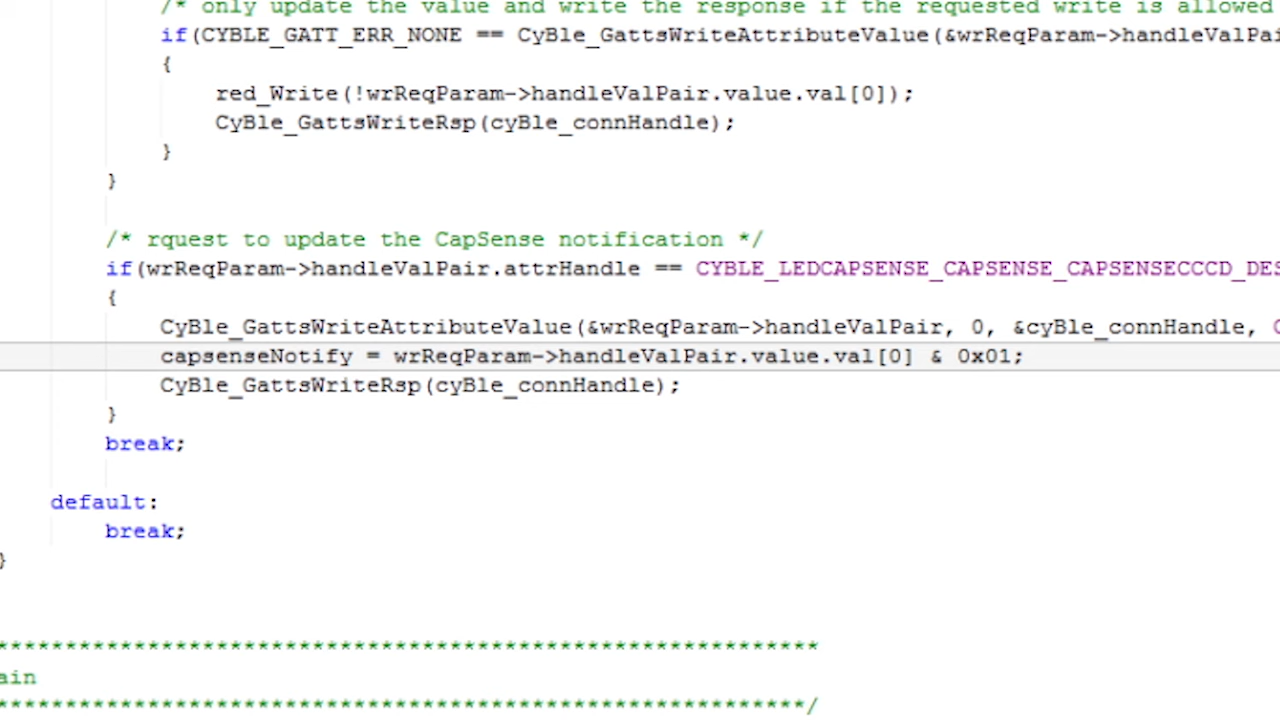 /* only update the value and write the response if the requested write is allowed
if(CYBLE_GATT_ERR_NONE == CyBle_GattsWriteAttributeValue(&wrReqParam->handleValPai
{
red_Write(!wrReqParam->handleValPair.value.val[0]);
CyBle_GattsWriteRsp(cyBle_connHandle);
}
}
/* rquest to update the CapSense notification */
if(wrReqParam->handleValPair.attrHandle == CYBLE_LEDCAPSENSE_CAPSENSE_CAPSENSECCCD_DES
{
CyBle_GattsWriteAttributeValue(&wrReqParam->handleValPair, 0, &cyBle_connHandle,
capsenseNotify = wrReqParam->handleValPair.value.val[0] & 0x01;
CyBle_GattsWriteRsp(cyBle_connHandle);
}
break;
default:
break;
}
************************************************************
ain
***********************************************************/